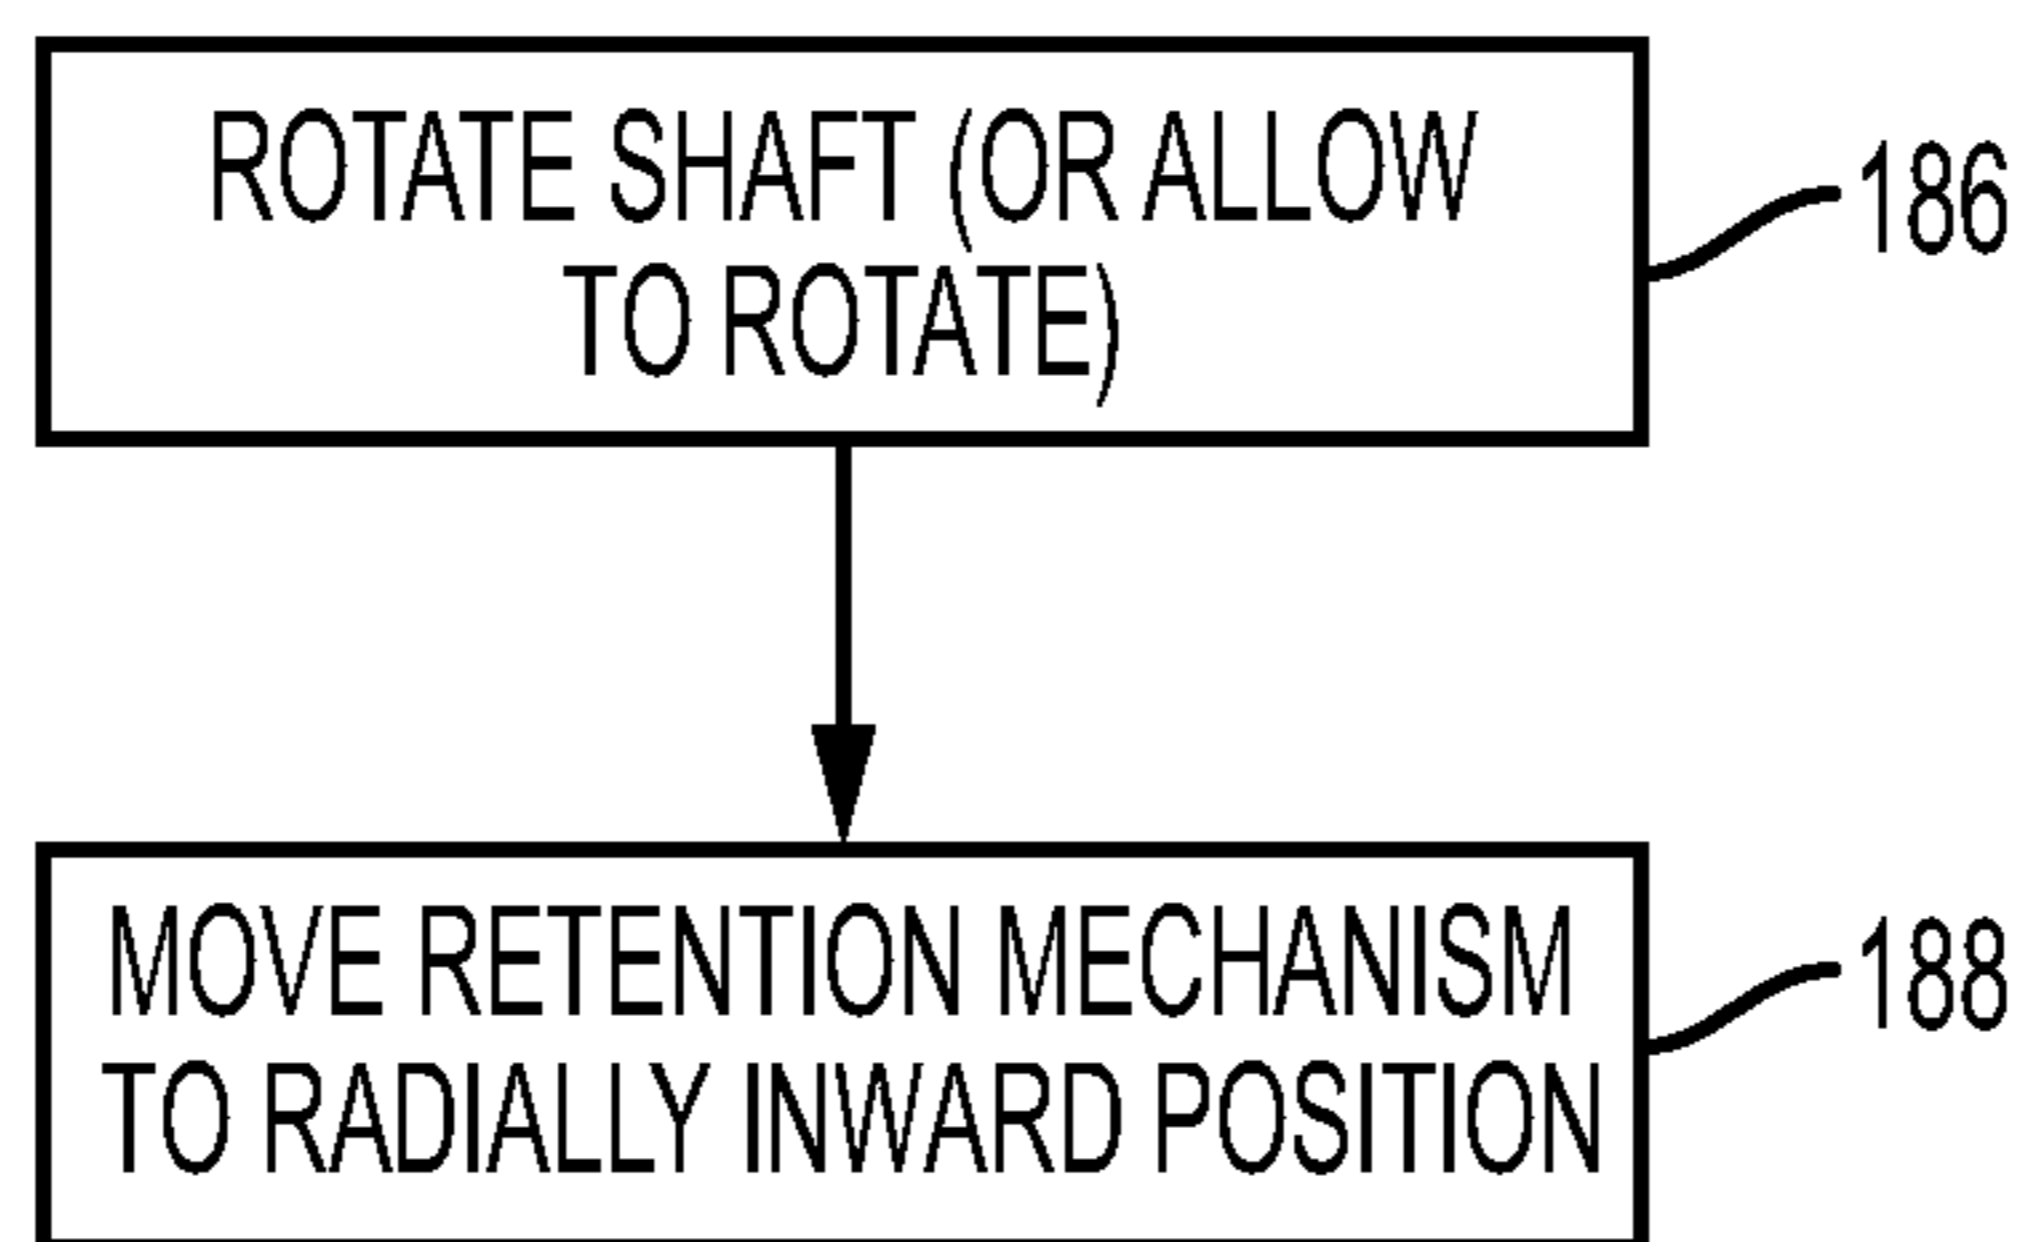 ROTATE SHAFT (OR ALLOW
TO ROTATE)
186
MOVE RETENTION MECHANISM
TO RADIALLY INWARD POSITION
188